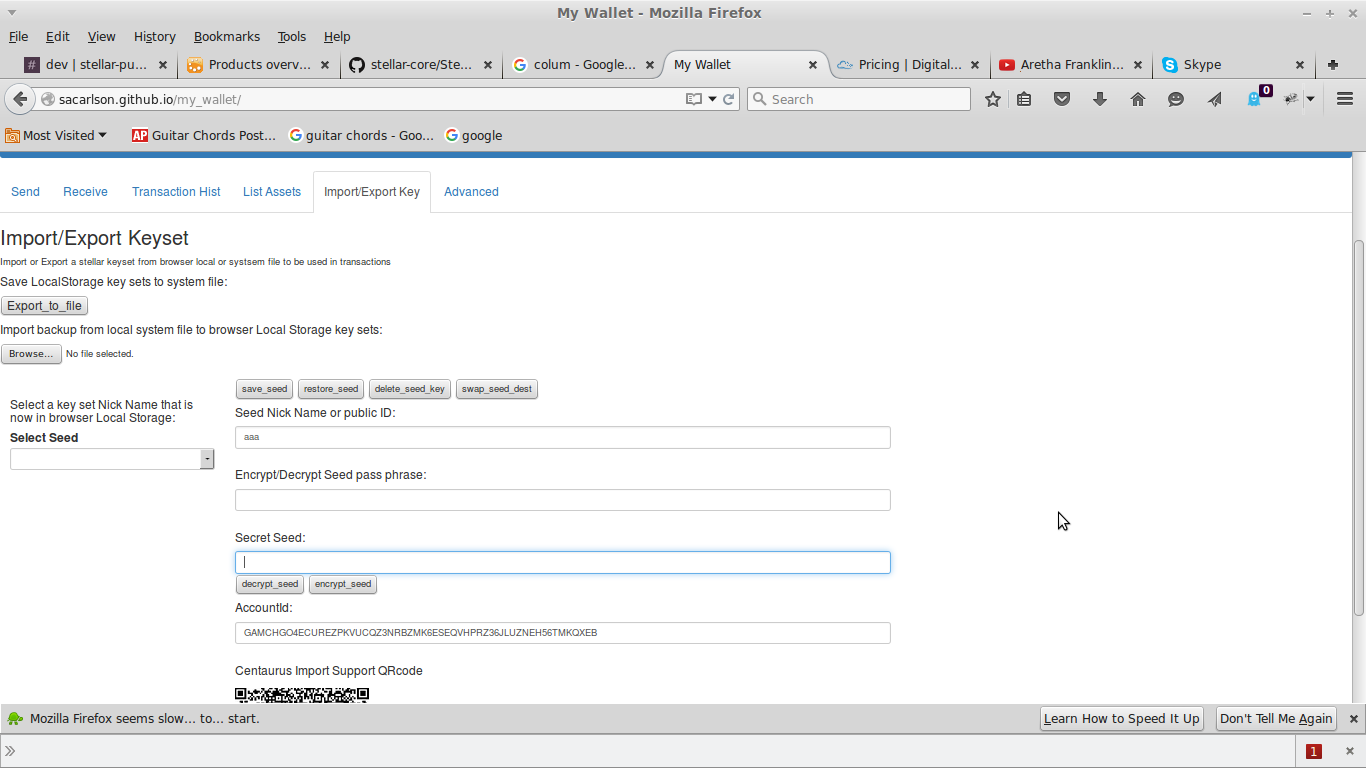 My Wallet - Mozilla Firefox
File Edit View History Bookmarks Tools Help
# dev | stellar-pu... Products overv... stellar-core/Ste... colum - Google... My Wallet Pricing | Digital... Aretha Franklin... Skype
sacarlson.github.io/my_wallet/ Search 0
Most Visited AP Guitar Chords Post... guitar chords - Goo... google
Send Receive Transaction Hist List Assets Import/Export Key Advanced
Import/Export Keyset
Import or Export a stellar keyset from browser local or systsem file to be used in transactions
Save LocalStorage key sets to system file:
Export_to_file
Import backup from local system file to browser Local Storage key sets:
Browse... No file selected.
save_seed restore_seed delete_seed_key swap_seed_dest
Select a key set Nick Name that is
now in browser Local Storage:
Select Seed
Seed Nick Name or public ID:
aaa
Encrypt/Decrypt Seed pass phrase:
Secret Seed:
decrypt_seed encrypt_seed
AccountId:
GAMCHGO4ECUREZPKVUCQZ3NRBZMK6ESEQVHPRZ36JLUZNEH56TMKQXEB
Centaurus Import Support QRcode
Mozilla Firefox seems slow... to... start. Learn How to Speed It Up Don't Tell Me Again
1